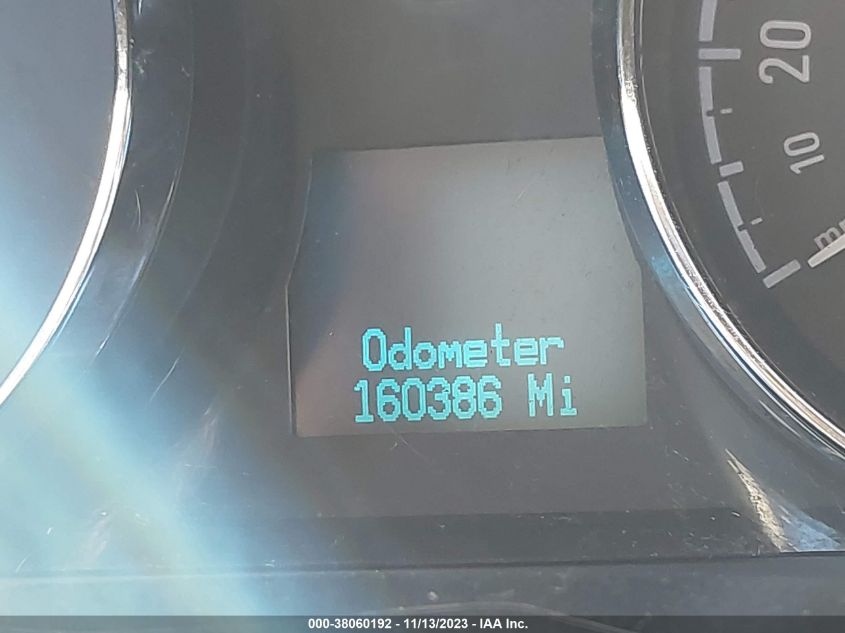 20
10
Odometer
160386 Mi
000-38060192 - 11/13/2023 - IAA Inc.